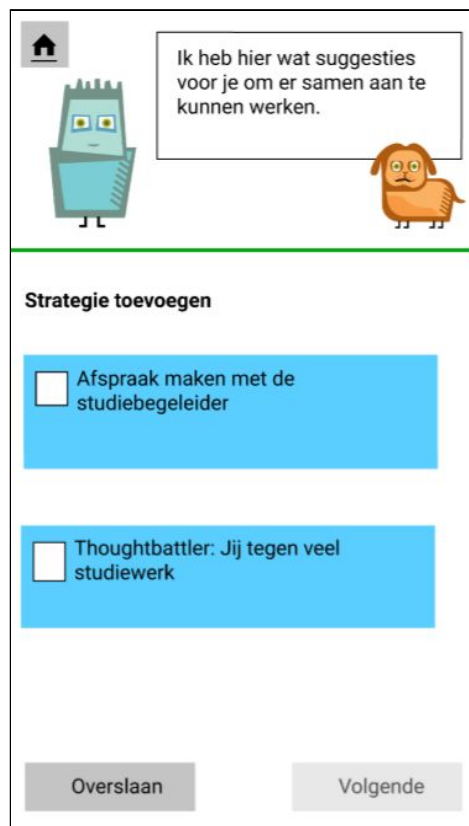 Ik heb hier wat suggesties
voor je om er samen aan te
kunnen werken.
Strategie toevoegen
Afspraak maken met de
studiebegeleider
Thoughtbattler: Jij tegen veel
studiewerk
Overslaan
Volgende